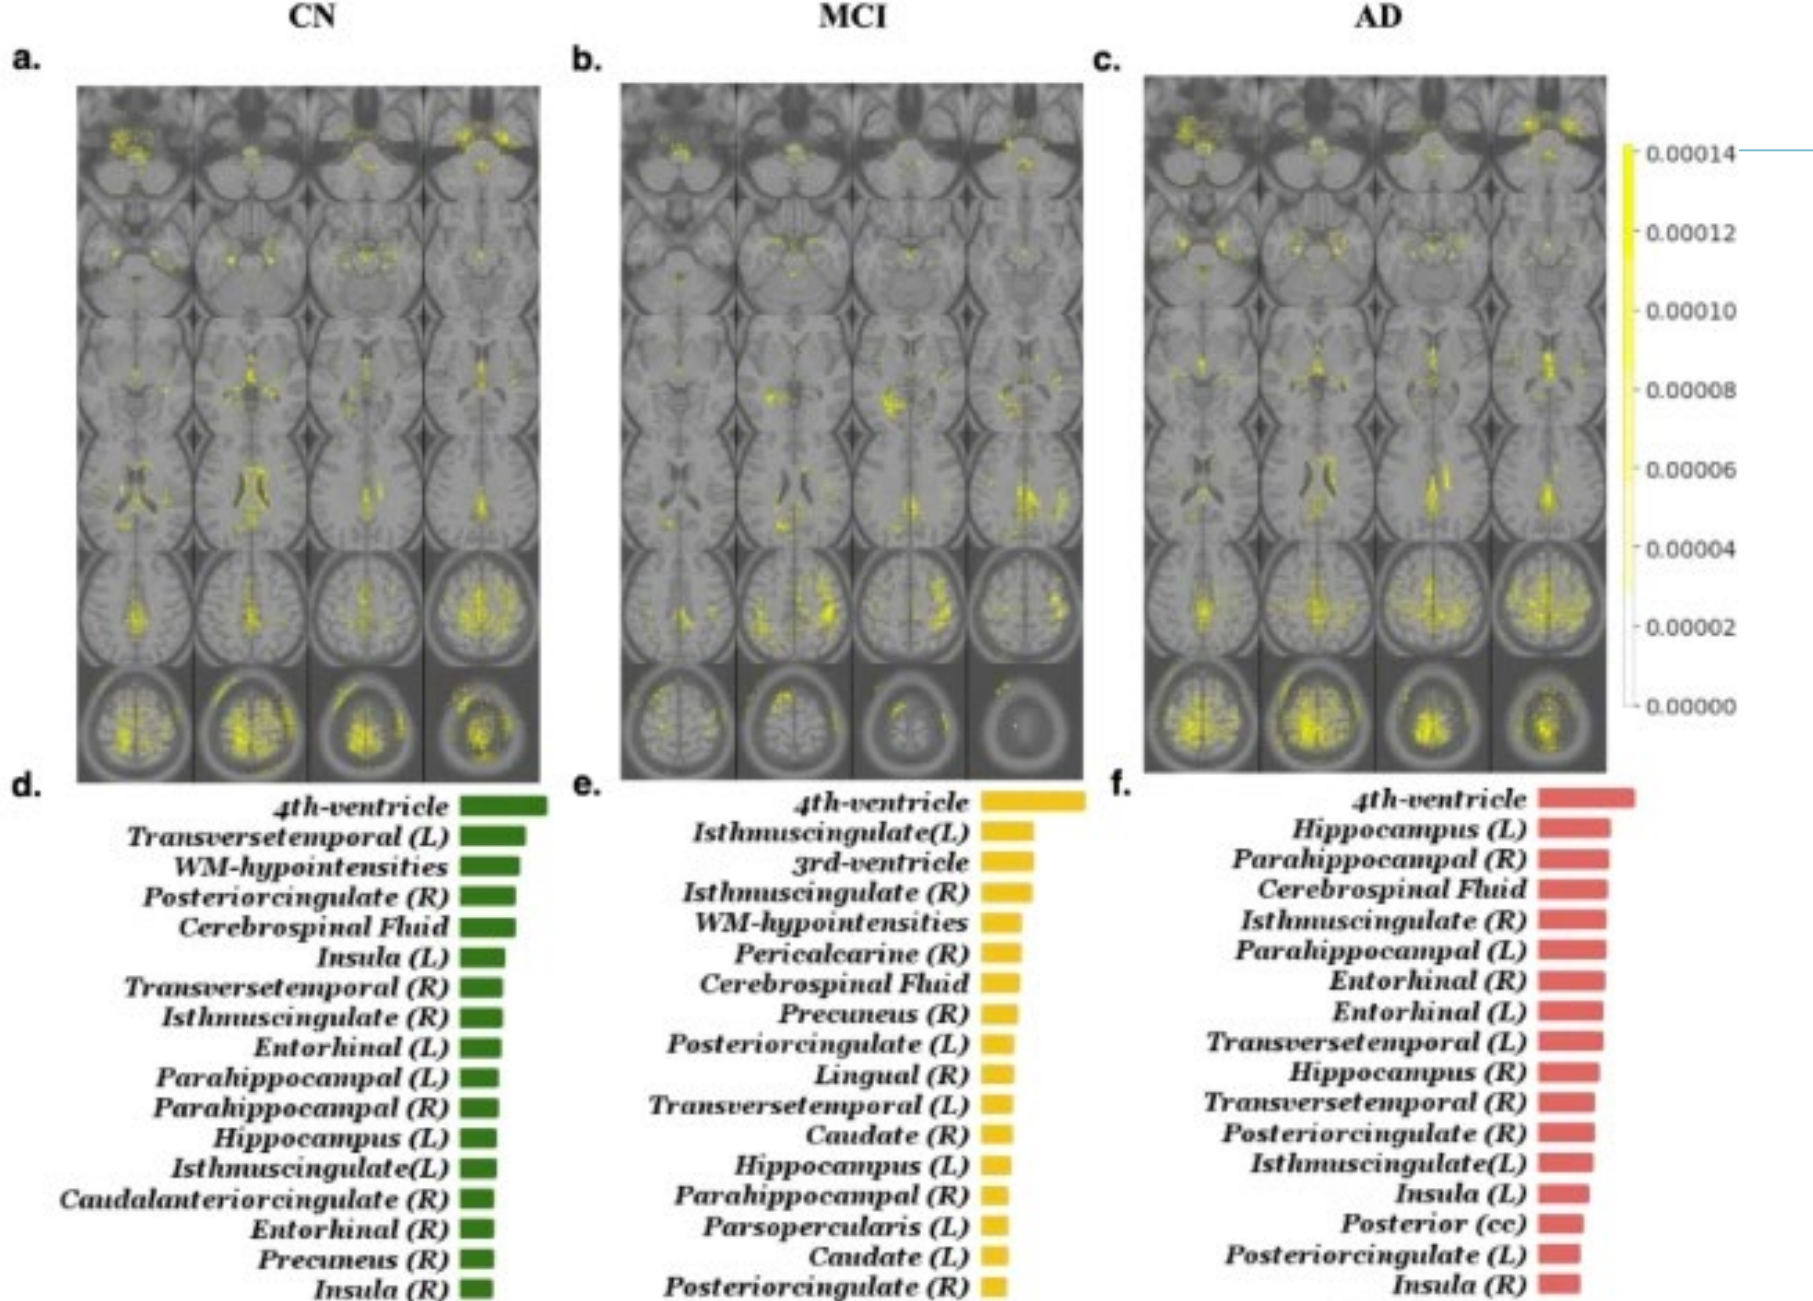 CN
MCI
AD
a.
b.
c.
0.00014
0.00012
0.00010
0.00008
0.00006
0.00004
0.00002
0.00000
d.
4th-ventricle
Transversetemporal (L)
WM-hypointensities
Posteriorcingulate (R)
Cerebrospinal Fluid
Insula (L)
Transversetemporal (R)
Isthmuscingulate (R)
Entorhinal (L)
Parahippocampal (L)
Parahippocampal (R)
Hippocampus (L)
Isthmuscingulate(L)
Caudalanteriorcingulate (R)
Entorhinal (R)
Precuneus (R)
Insula (R)
e.
4th-ventricle
Isthmuscingulate(L)
3rd-ventricle
Isthmuscingulate (R)
WM-hypointensities
Pericalcarine (R)
Cerebrospinal Fluid
Precuneus (R)
Posteriorcingulate (L)
Lingual (R)
Transversetemporal (L)
Caudate (R)
Hippocampus (L)
Parahippocampal (R)
Parsopercularis (L)
Caudate (L)
Posteriorcingulate (R)
f.
4th-ventricle
Hippocampus (L)
Parahippocampal (R)
Cerebrospinal Fluid
Isthmuscingulate (R)
Parahippocampal (L)
Entorhinal (R)
Entorhinal (L)
Transversetemporal (L)
Hippocampus (R)
Transversetemporal (R)
Posteriorcingulate (R)
Isthmuscingulate(L)
Insula (L)
Posterior (cc)
Posteriorcingulate (L)
Insula (R)